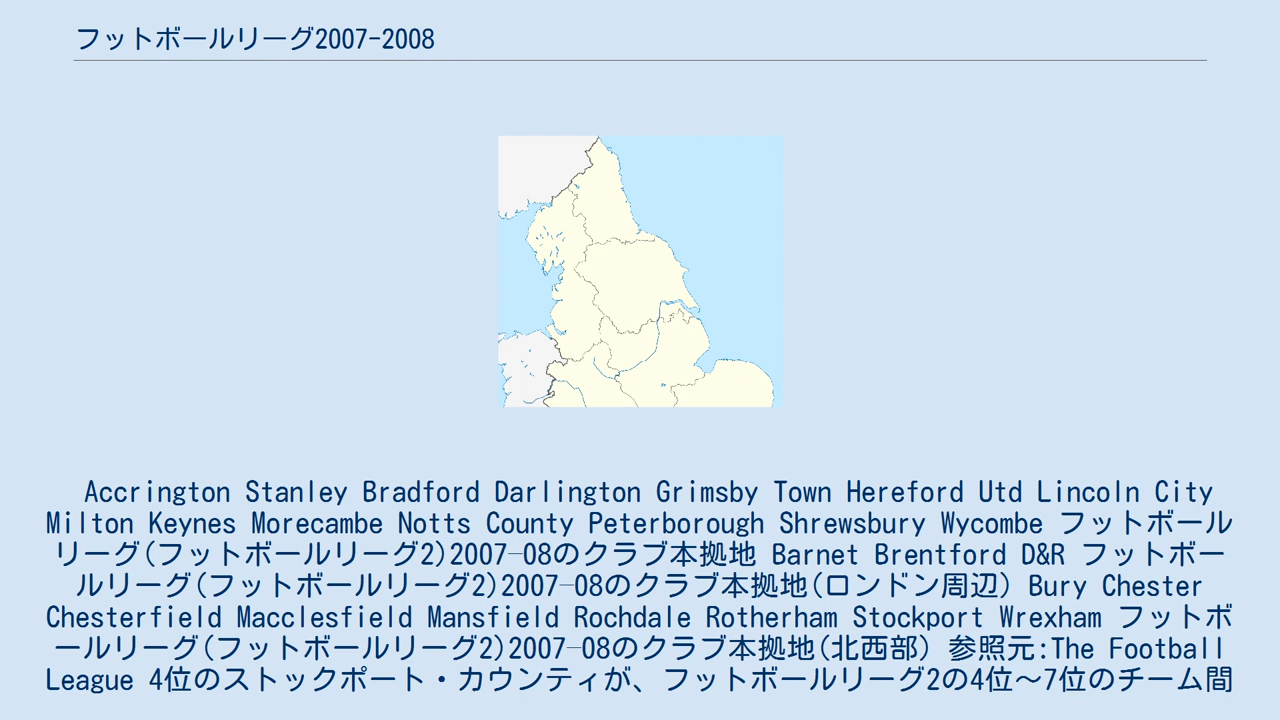 フットボールリーグ2007-2008
Accrington Stanley Bradford Darlington Grimsby Town Hereford Utd Lincoln City
Milton Keynes Morecambe Notts County Peterborough Shrewsbury Wycombe フットボール
リーグ(フットボールリーグ2)2007–08のクラブ本拠地 Barnet Brentford D&R フットボー
ルリーグ(フットボールリーグ2)2007–08のクラブ本拠地(ロンドン周辺) Bury Chester
Chesterfield Macclesfield Mansfield Rochdale Rotherham Stockport Wrexham フットボ
ールリーグ(フットボールリーグ2)2007–08のクラブ本拠地(北西部) 参照元:The Football
League 4位のストックポート・カウンティが、フットボールリーグ2の4位～7位のチーム間